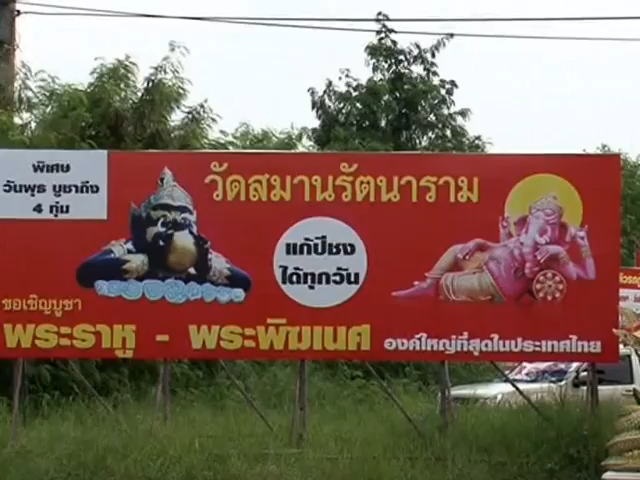 พิเศษ
วันพุธ บูชาถึง
4 ทุ่ม
วัดสมานรัตนาราม
แก้ปีชง
ได้ทุกวัน
ขอเชิญบูชา
พระราหู - พระพิฆเนศ
องค์ใหญ่ที่สุดในประเทศไทย